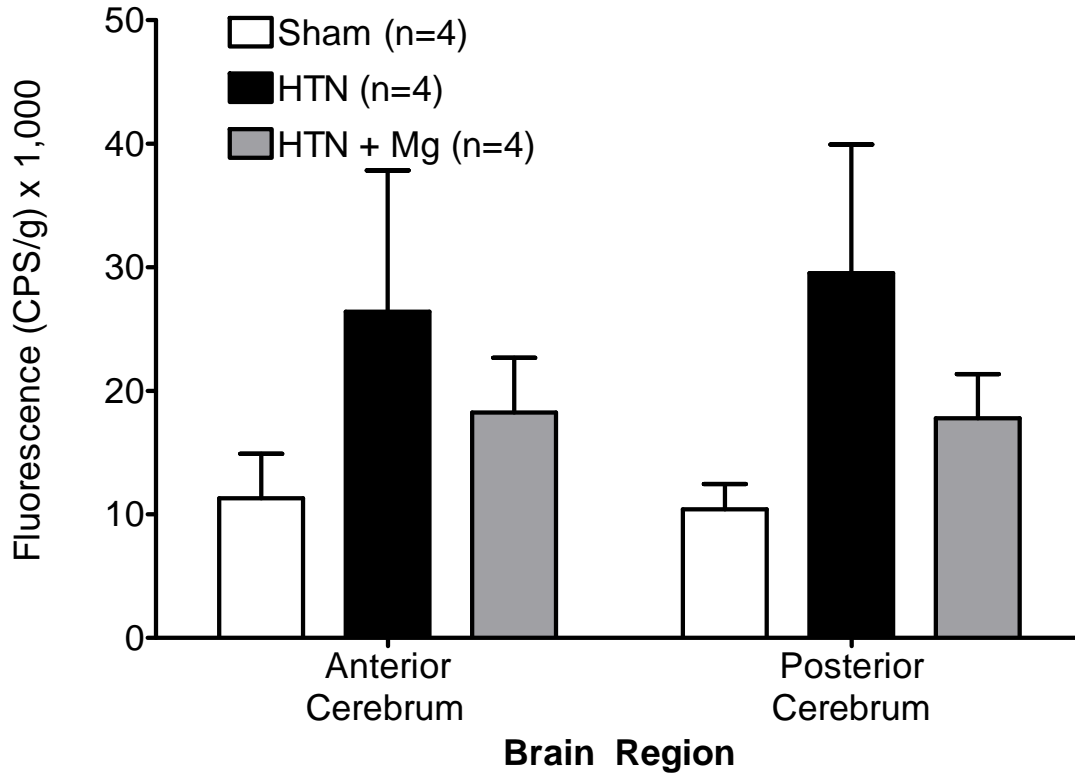 50
40
30
20
10
0
Fluorescence (CPS/g) x 1,000
Sham (n=4)
HTN (n=4)
HTN + Mg (n=4)
Anterior
Cerebrum
Posterior
Cerebrum
Brain Region